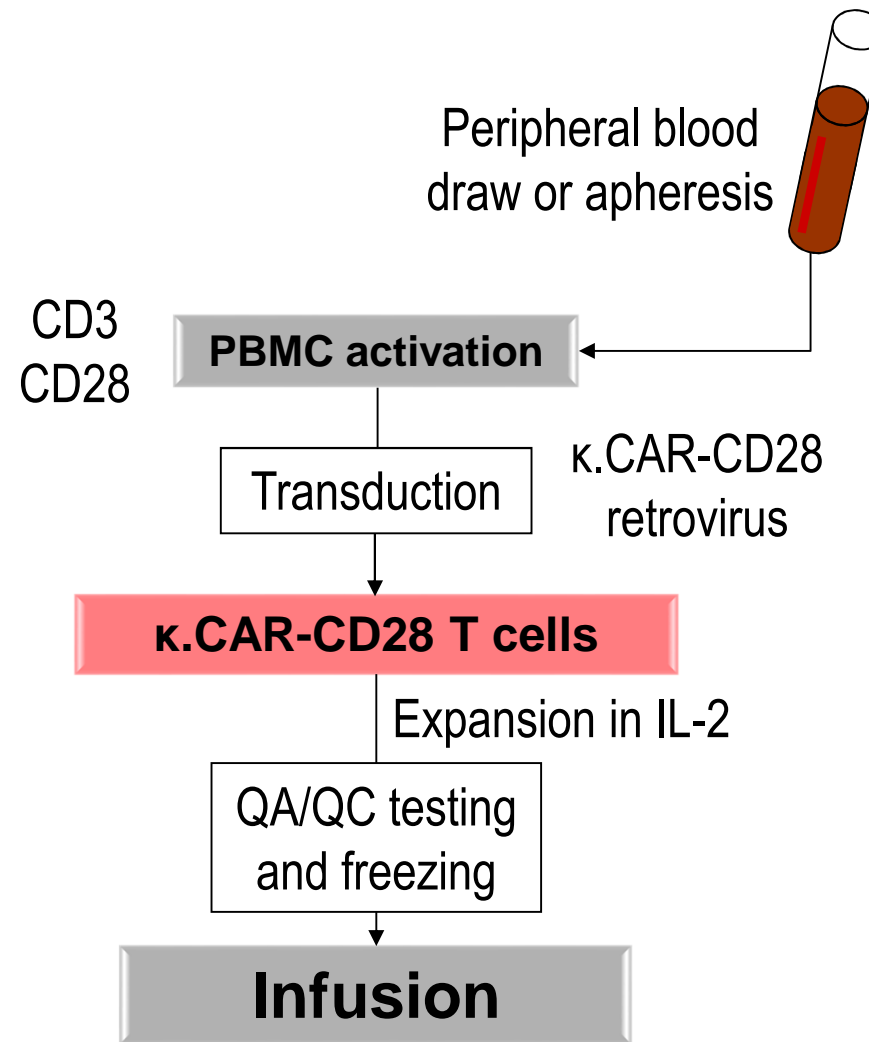 Peripheral blood
draw or apheresis
CD3
CD28
PBMC activation
Transduction
κ.CAR-CD28
retrovirus
κ.CAR-CD28 T cells
Expansion in IL-2
QA/QC testing
and freezing
Infusion